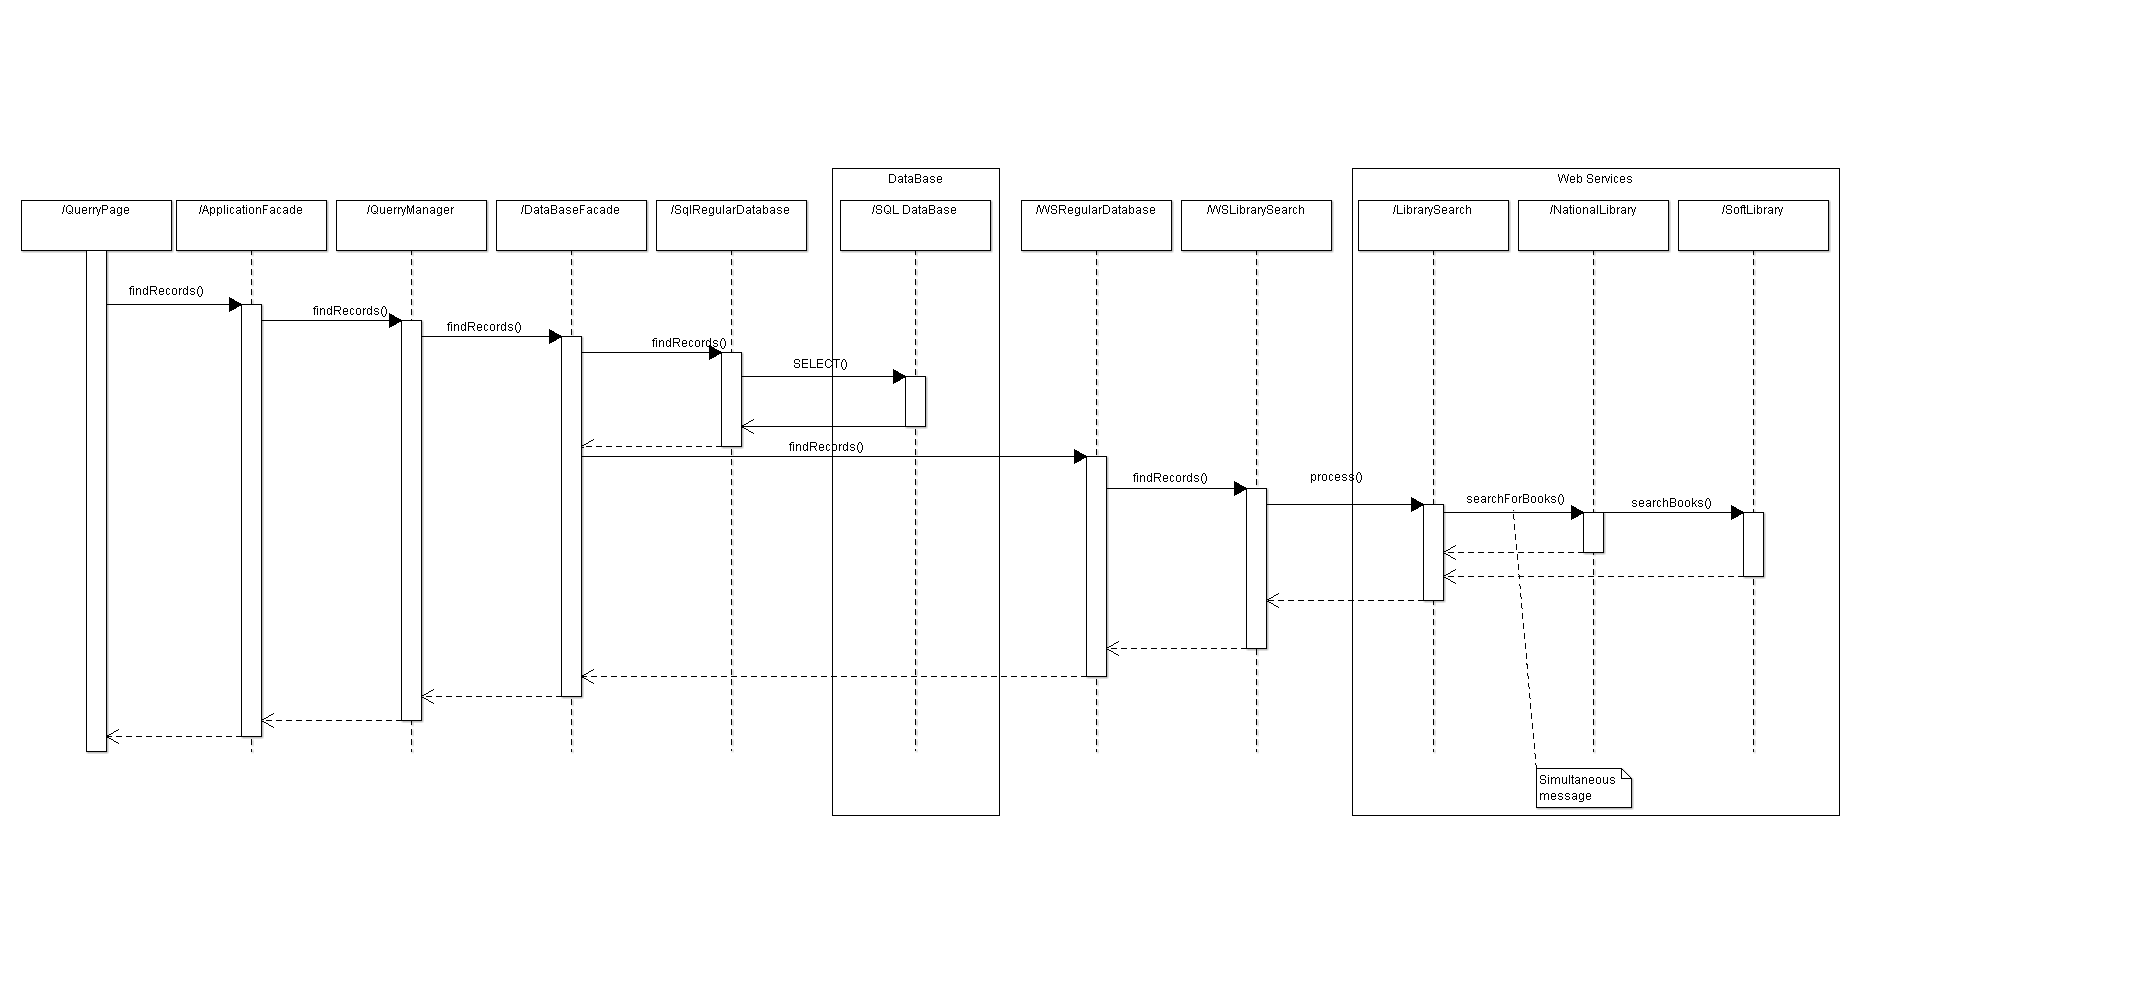 DataBase
Web Services
/QuerryPage
/ApplicationFacade
/QuerryManager
/DataBaseFacade
/SqlRegularDatabase
/SQL DataBase
/WSRegularDatabase
/WSLibrarySearch
/LibrarySearch
/NationalLibrary
/SoftLibrary
findRecords()
findRecords()
findRecords()
findRecords()
SELECT()
findRecords()
findRecords()
process()
searchForBooks()
searchBooks()
Simultaneous
message